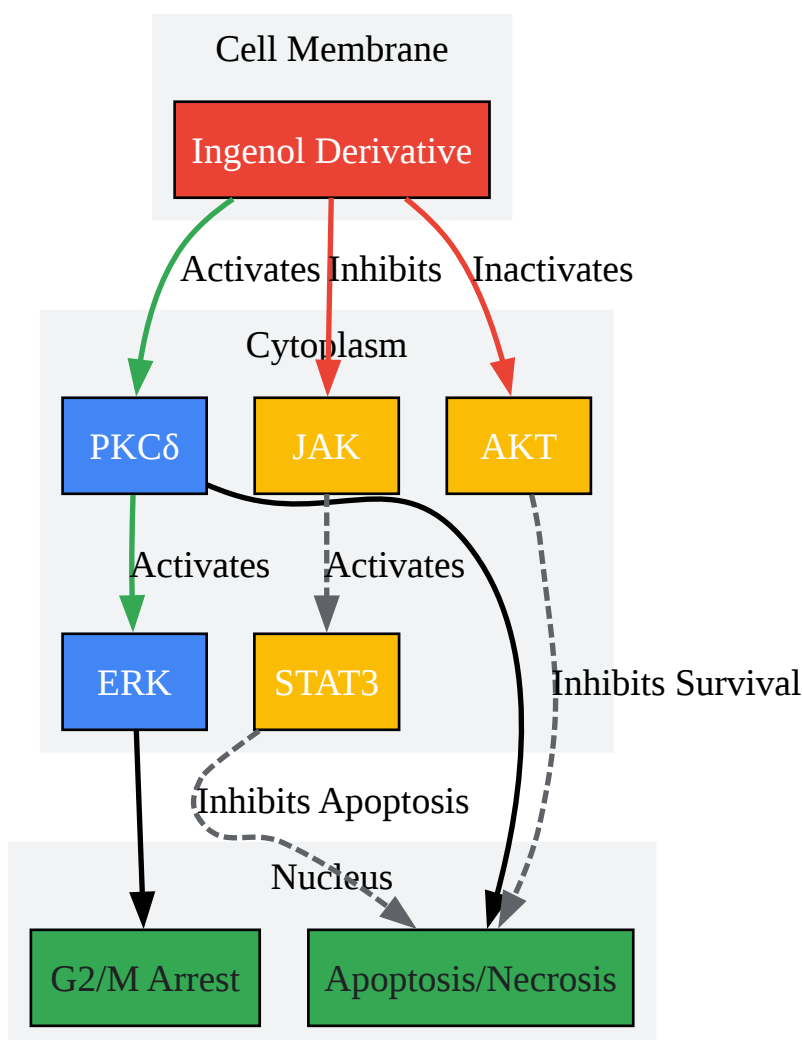 Cell Membrane
Ingenol Derivative
Activates
Inhibits
Inactivates
Cytoplasm
PKCδ
JAK
AKT
Activates
Activates
ERK
STAT3
Inhibits Survival
Inhibits Apoptosis
Nucleus
G2/M Arrest
Apoptosis/Necrosis